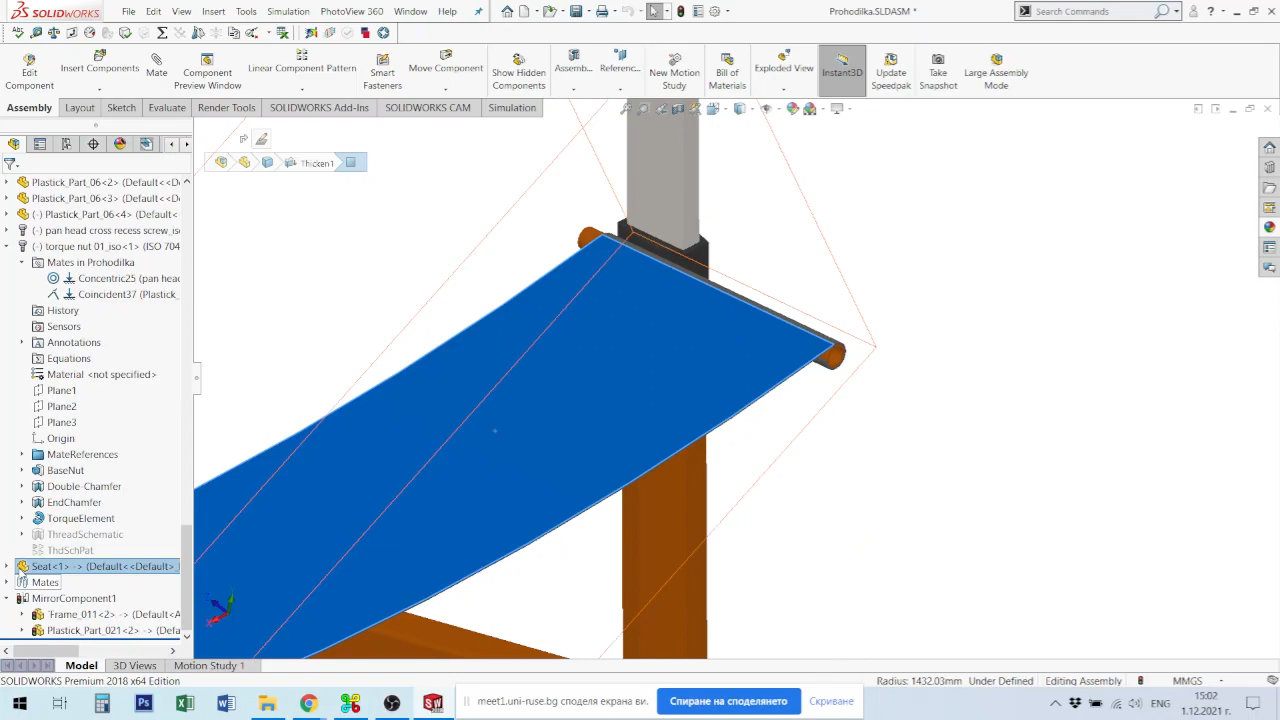 SOLIDWORKS
File
Edit
View
Insert
Tools
Simulation
PhotoView 360
Window
Help
Prohodilka.SLDASM *
Search Commands
Edit
Component
Insert Components
Mate
Component
Preview Window
Linear Component Pattern
Smart
Fasteners
Move Component
Show Hidden
Components
Assemb...
Referenc...
New Motion
Study
Bill of
Materials
Exploded View
Instant3D
Update
Speedpak
Take
Snapshot
Large Assembly
Mode
Assembly
Layout
Sketch
Evaluate
Render Tools
SOLIDWORKS Add-Ins
SOLIDWORKS CAM
Simulation
Thicken1
Plastick_Part_06<2> (Default<<De
Plastick_Part_06<3> (Default<<De
(-) Plastick_Part_06<4> (Default<
(-) pan head cross recess screw_iso
(-) torque nut 01_iso<1> (ISO 704
Mates in Prohodilka
Concentric25 (pan head
Coincident37 (Plastick_
History
Sensors
Annotations
Equations
Material <not specified>
Plane1
Plane2
Plane3
Origin
MateReferences
BaseNut
Double-Chamfer
EndChamfer
TorqueElement
ThreadSchematic
ThdSchPat
Seat<1> -> (Default<<Default>_
Mates
MirrorComponent1
Frame_011<2> -> (Default<A
Plastick_Part_021<2> -> (De
Model
3D Views
Motion Study 1
SOLIDWORKS Premium 2018 x64 Edition
Radius: 1432.03mm
Under Defined
Editing Assembly
MMGS
meet1.uni-ruse.bg споделя екрана ви.
Спиране на споделянето
Скриване
ENG
15:02
1.12.2021 г.